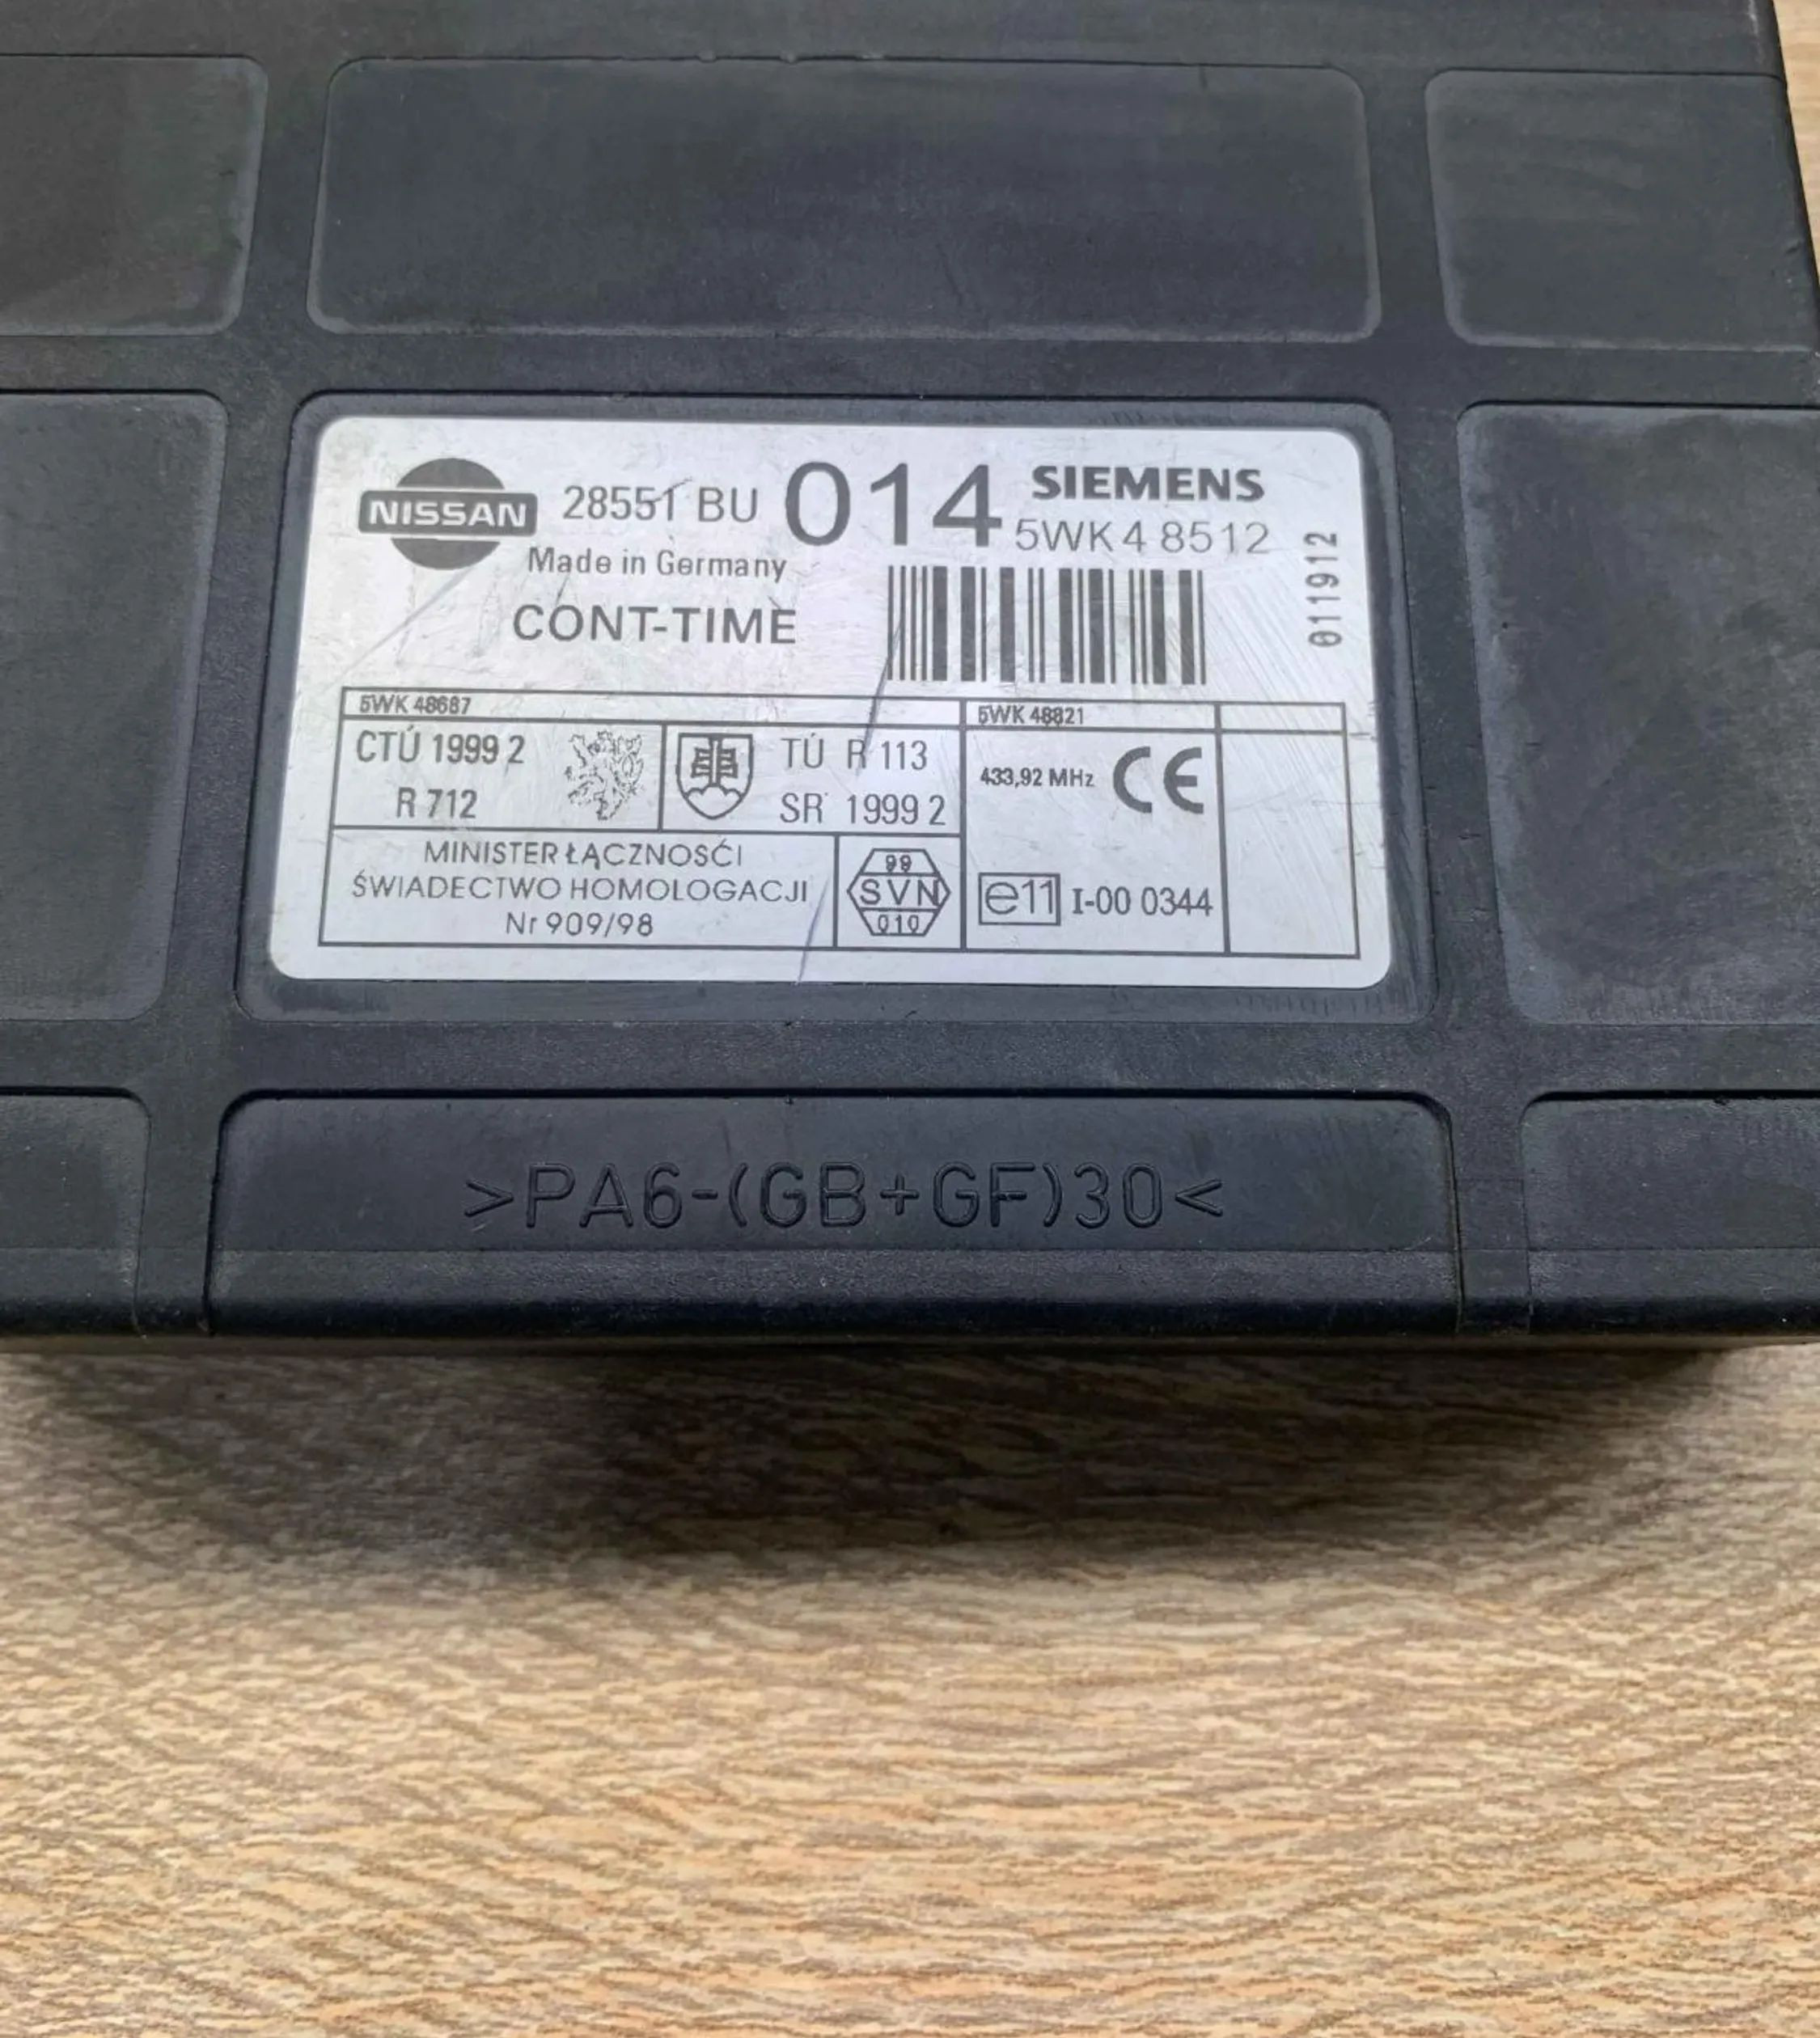 NISSAN
28551 BU 014
SIEMENS
5WK4 8512
Made in Germany
CONT-TIME
011912
5WK 48687
5WK 48821
CTÚ 1999 2
R 712
TÚ R 113
SR 1999 2
433,92 MHz CE
MINISTER ŁĄCZNOSĆI
ŚWIADECTWO HOMOLOGACJI
Nr 909/98
99
SVN
010
e11 I-00 0344
>PA6-(GB+GF)30<